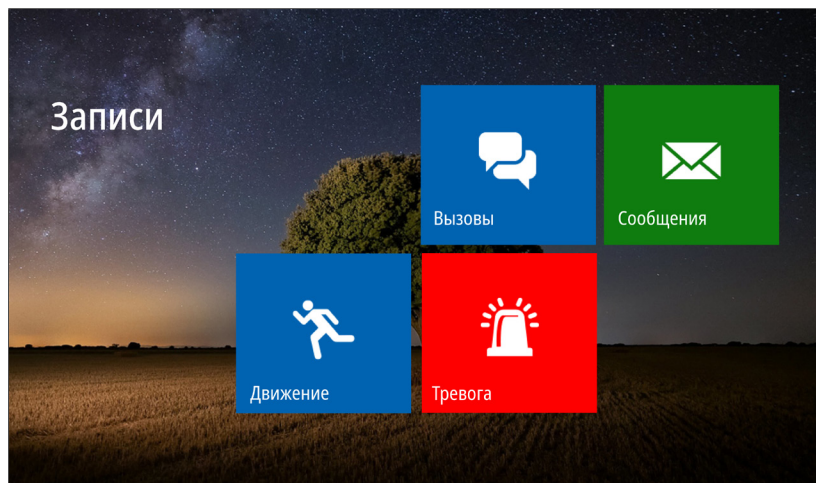 Записи
Вызовы
Сообщения
Движение
Тревога